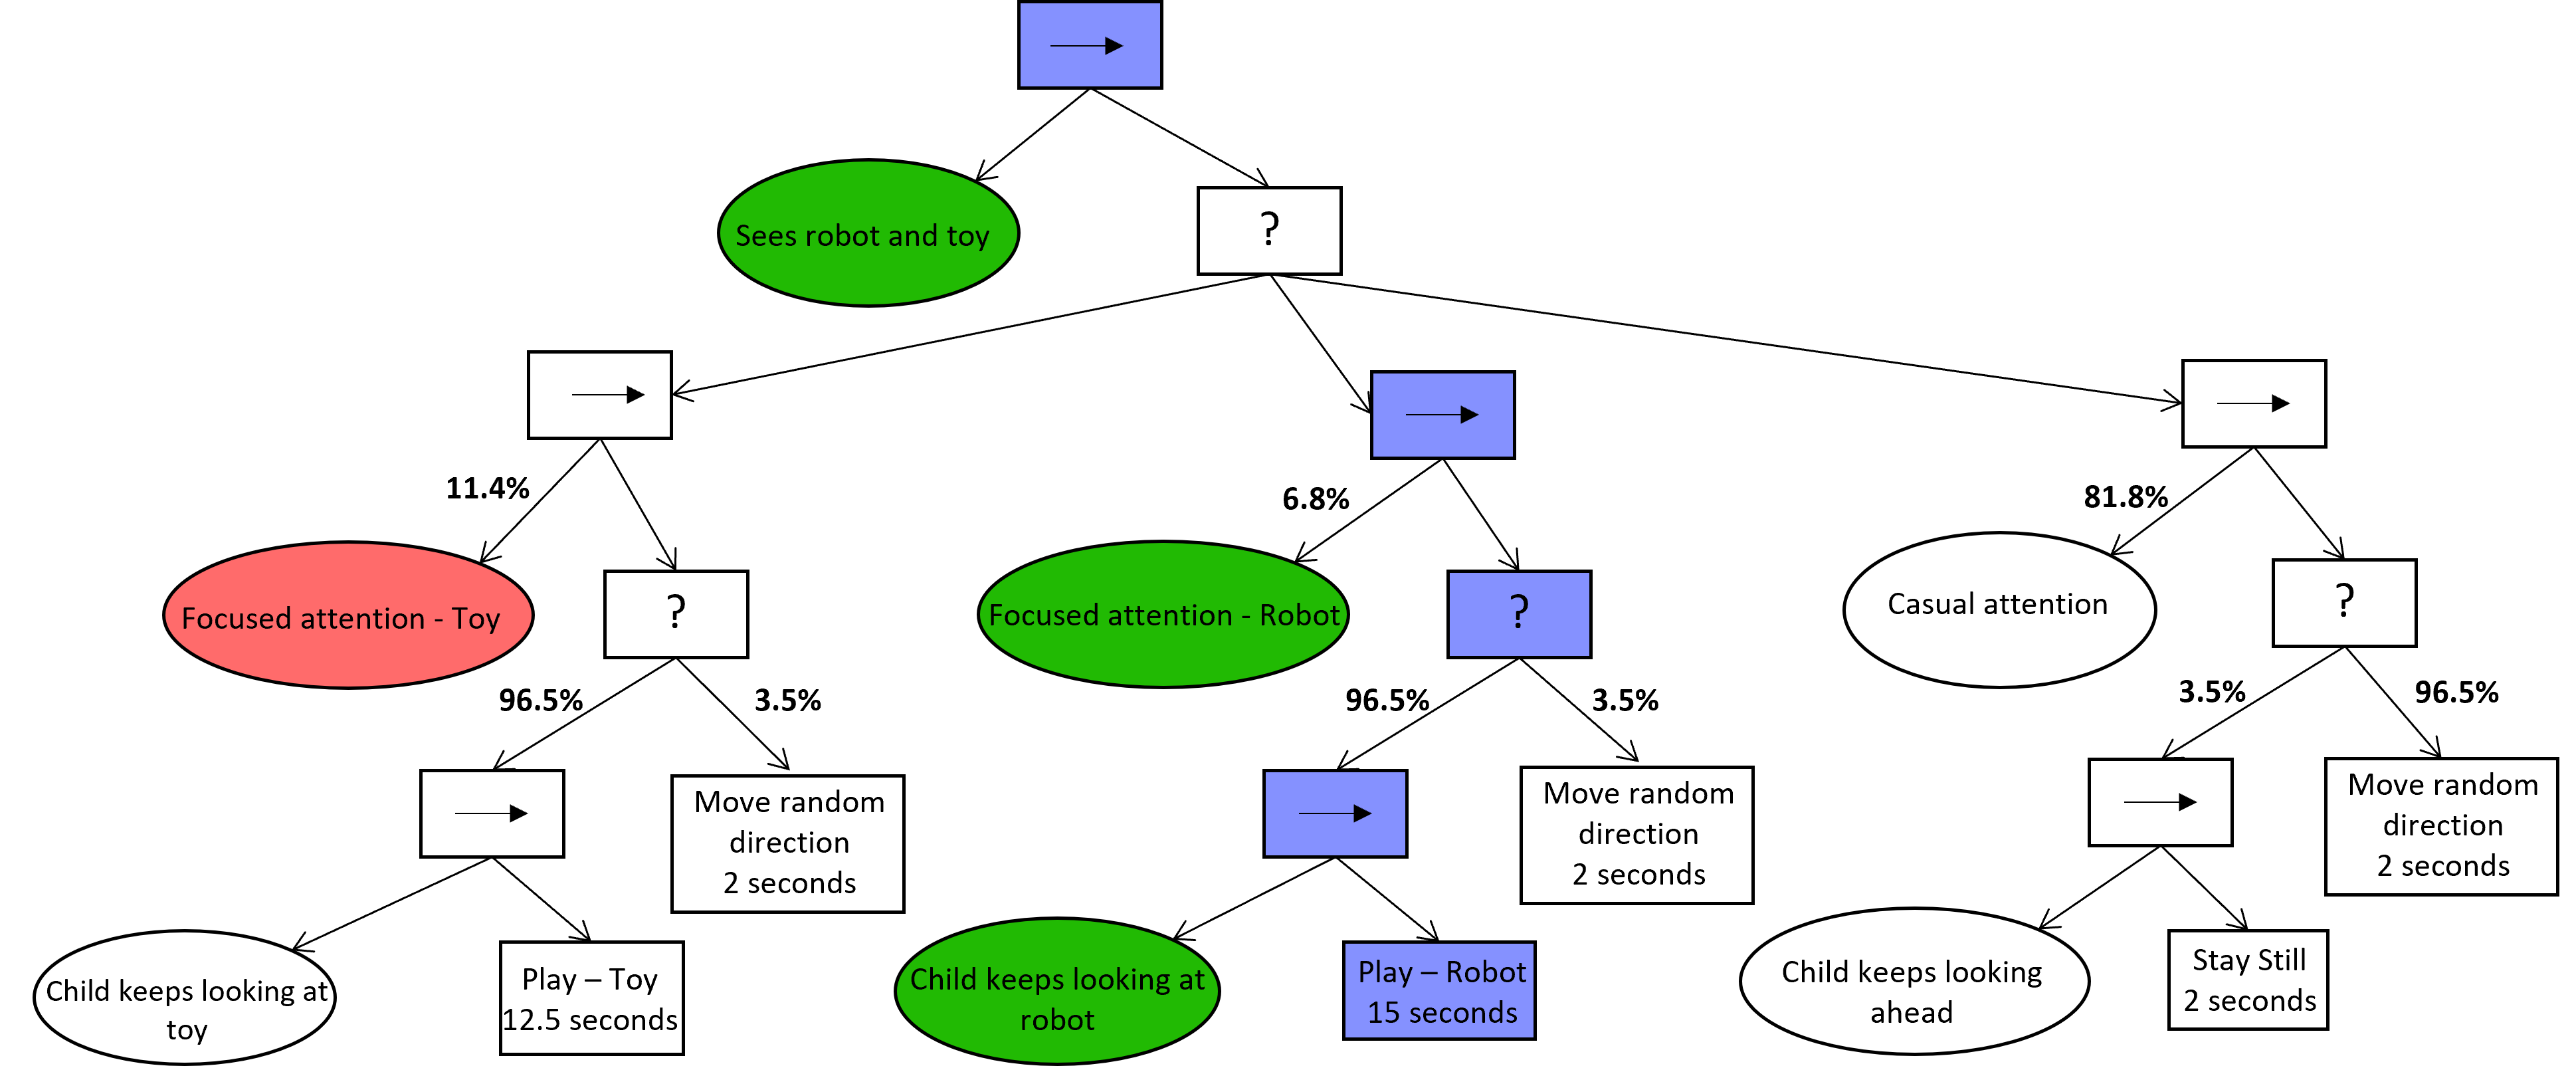 Sees robot and toy
?
11.4%
6.8%
81.8%
Focused attention - Toy
?
Focused attention - Robot
?
Casual attention
?
96.5%
3.5%
96.5%
3.5%
3.5%
96.5%
Move random
direction
2 seconds
Move random
direction
2 seconds
Move random
direction
2 seconds
Child keeps looking at
toy
Play – Toy
12.5 seconds
Child keeps looking at
robot
Play – Robot
15 seconds
Child keeps looking
ahead
Stay Still
2 seconds